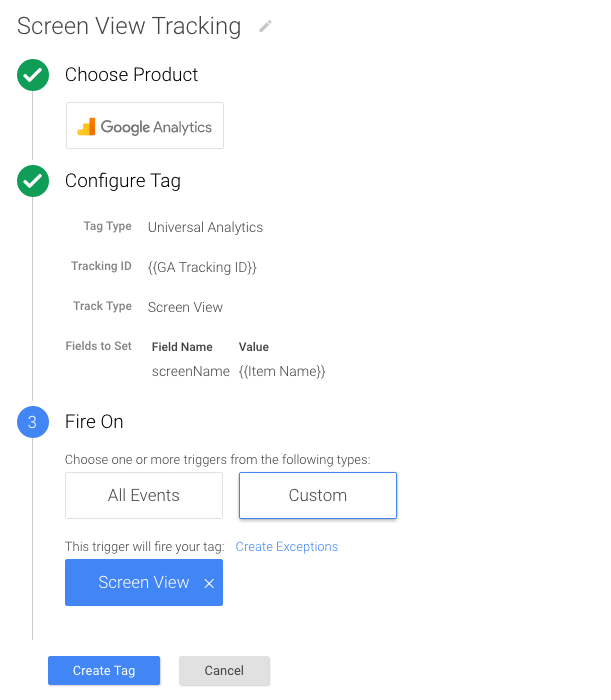 Screen View Tracking
Choose Product
Google Analytics
Configure Tag
Tag Type Universal Analytics
Tracking ID {{GA Tracking ID}}
Track Type Screen View
Fields to Set Field Name Value
screenName {{Item Name}}
3 Fire On
Choose one or more triggers from the following types:
All Events Custom
This trigger will fire your tag: Create Exceptions
Screen View ×
Create Tag Cancel